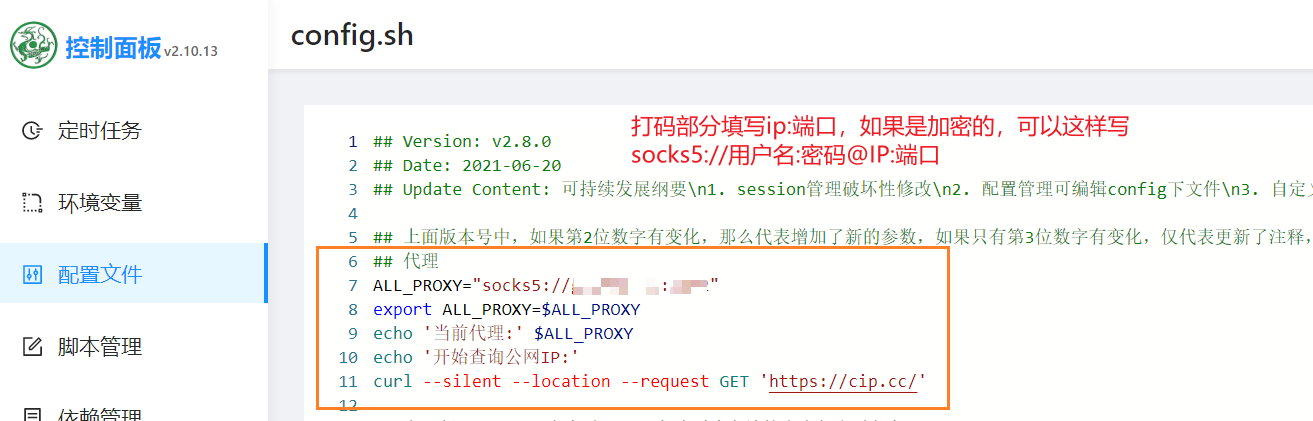 控制面板 v2.10.13
config.sh
定时任务
环境变量
配置文件
脚本管理
依赖管理
打码部分填写ip:端口，如果是加密的，可以这样写
socks5://用户名:密码@IP:端口
1 ## Version: v2.8.0
2 ## Date: 2021-06-20
3 ## Update Content: 可持续发展纲要\n1. session管理破坏性修改\n2. 配置管理可编辑config下文件\n3. 自定
4
5 ## 上面版本号中，如果第2位数字有变化，那么代表增加了新的参数，如果只有第3位数字有变化，仅代表更新了注释，
6 ## 代理
7 ALL_PROXY="socks5:// : "
8 export ALL_PROXY=$ALL_PROXY
9 echo '当前代理:' $ALL_PROXY
10 echo '开始查询公网IP:'
11 curl --silent --location --request GET 'https://cip.cc/'
12